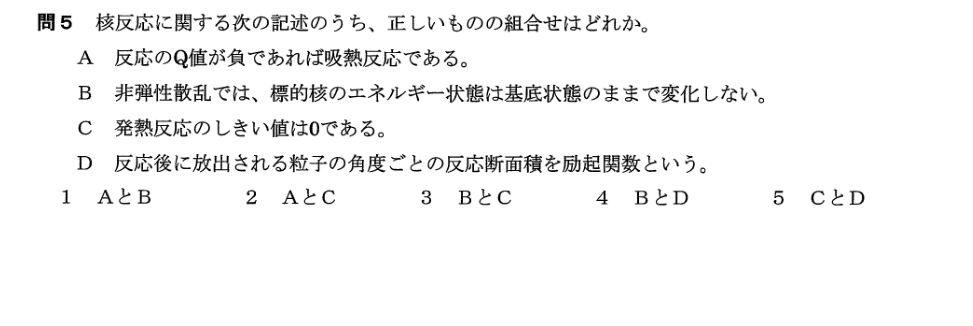 問5 核反応に関する次の記述のうち、正しいものの組合せはどれか。
A 反応のQ値が負であれば吸熱反応である。
B 非弾性散乱では、標的核のエネルギー状態は基底状態のままで変化しない。
C 発熱反応のしきい値は0である。
D 反応後に放出される粒子の角度ごとの反応断面積を励起関数という。
1 AとB 2 AとC 3 BとC 4 BとD 5 CとD